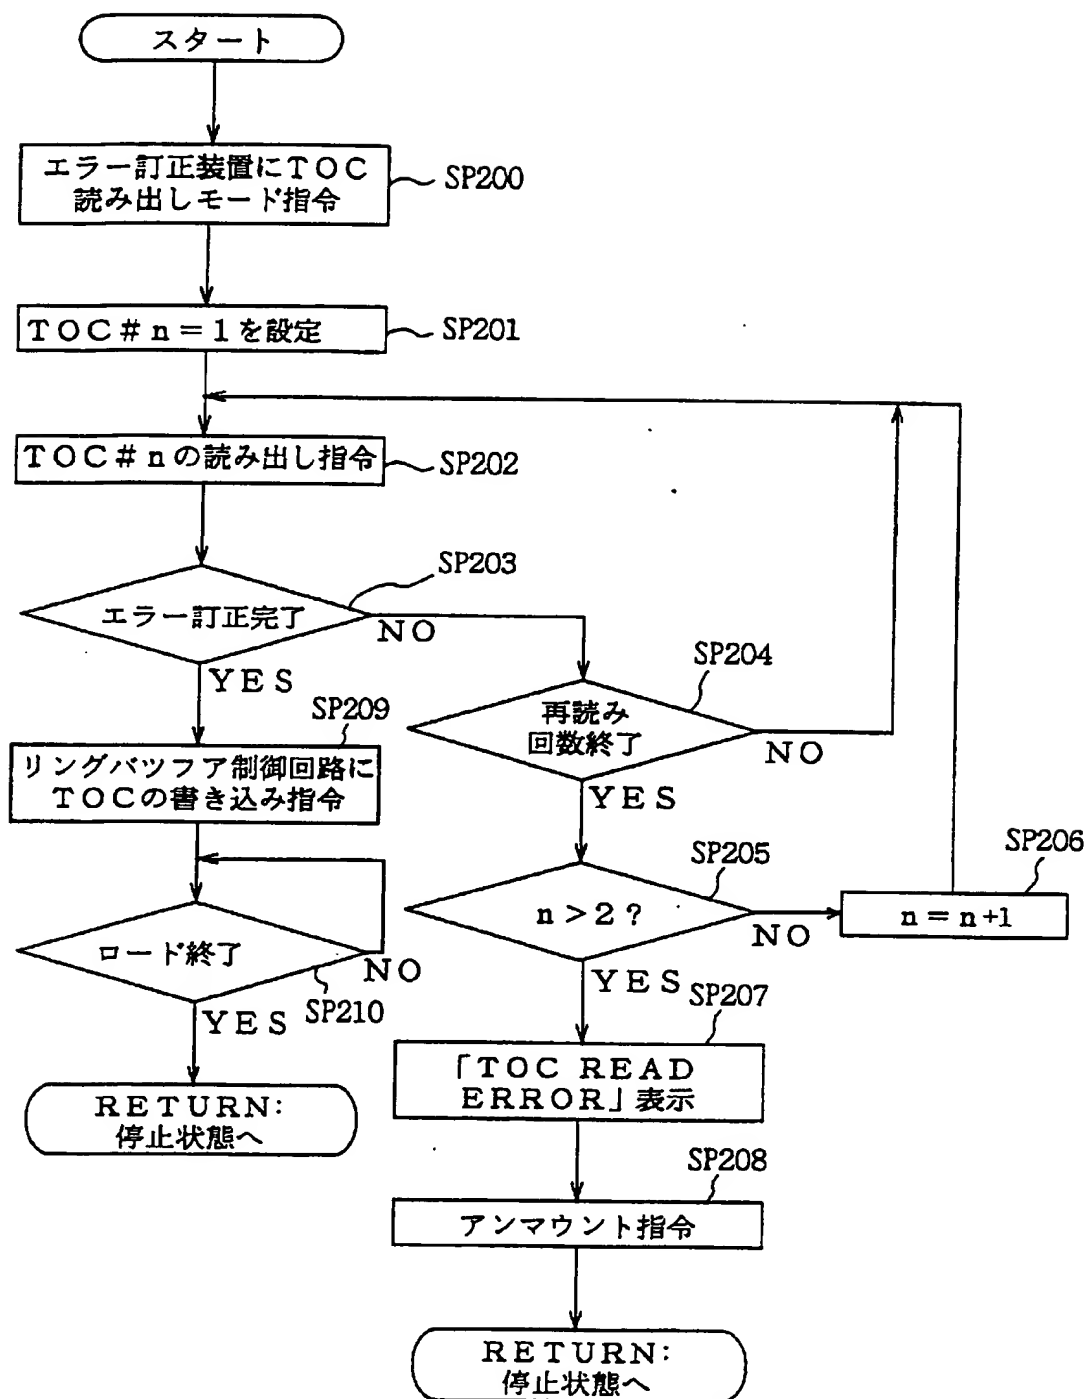 スタート
エラー訂正装置にTOC
読み出しモード指令
SP200
TOC#n=1を設定
SP201
TOC#nの読み出し指令
SP202
エラー訂正完了
SP203
NO
YES
再読み
回数終了
SP204
NO
YES
SP209
リングバツフア制御回路に
TOCの書き込み指令
n>2?
SP205
NO
YES
SP206
n=n+1
ロード終了
NO
SP210
YES
RETURN:
停止状態へ
SP207
「TOC READ
ERROR」表示
SP208
アンマウント指令
RETURN:
停止状態へ